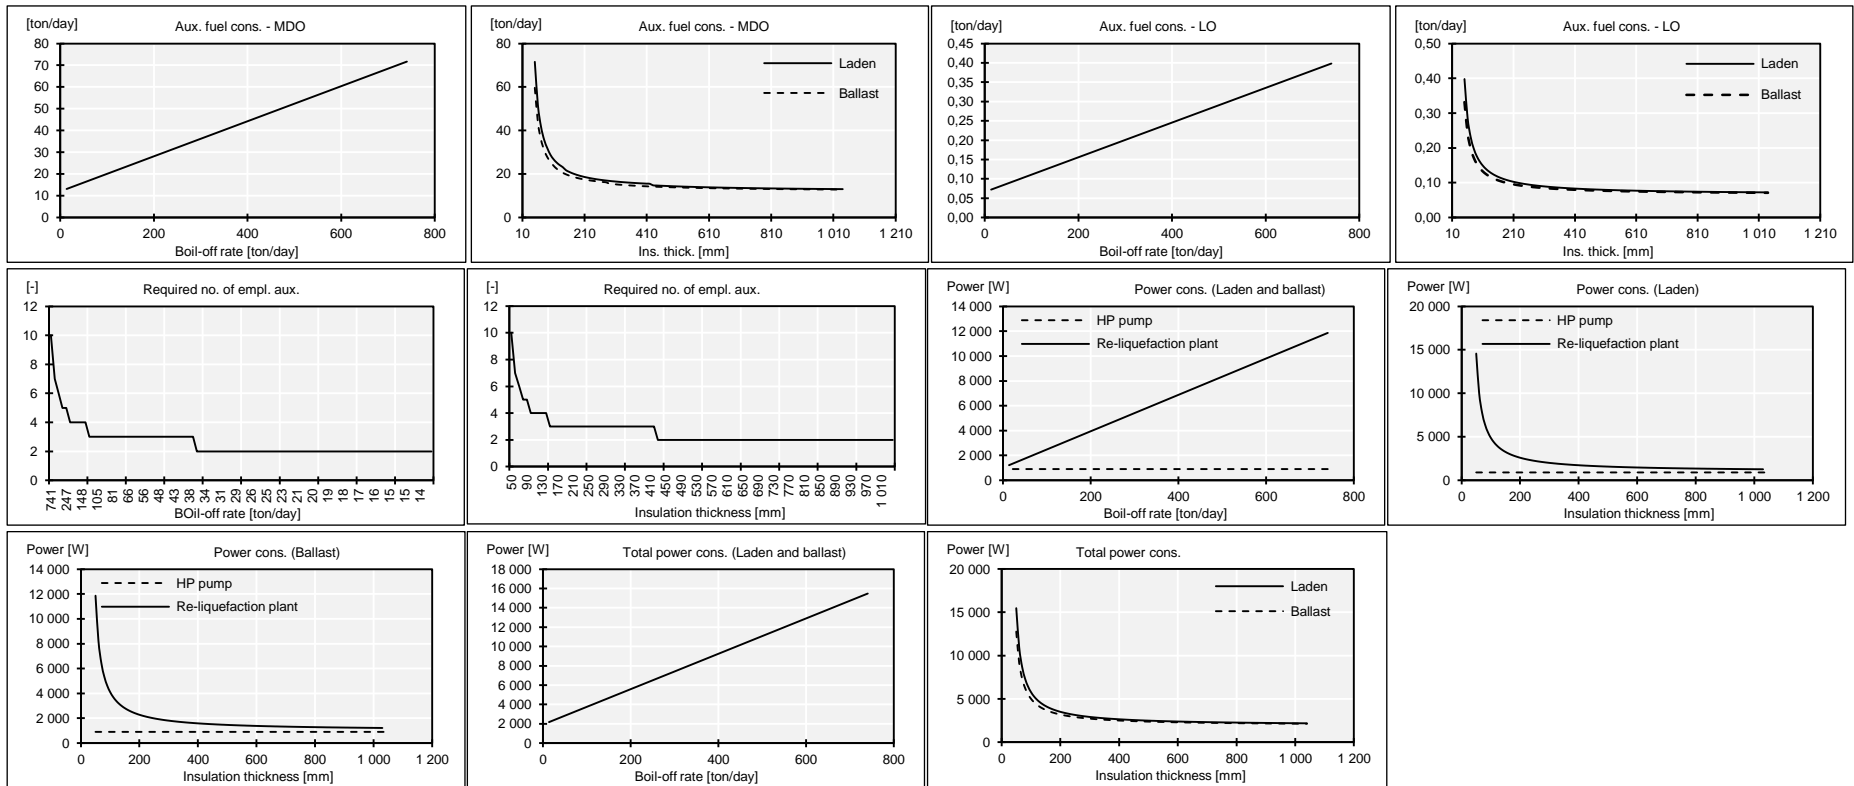 [ton/day] Aux. fuel cons. - MDO
80
70
60
50
40
30
20
10
0
0 200 400 600 800
Boil-off rate [ton/day]
[ton/day] Aux. fuel cons. - MDO
80
60
40
20
0
Laden
Ballast
10 210 410 610 810 1 010 1 210
Ins. thick. [mm]
[ton/day] Aux. fuel cons. - LO
0,45
0,40
0,35
0,30
0,25
0,20
0,15
0,10
0,05
0,00
0 200 400 600 800
Boil-off rate [ton/day]
[ton/day] Aux. fuel cons. - LO
0,50
0,40
0,30
0,20
0,10
0,00
Laden
Ballast
10 210 410 610 810 1 010 1 210
Ins. thick. [mm]
[-] Required no. of empl. aux.
12
10
8
6
4
2
0
741 247 148 105 81 66 56 48 43 38 34 31 29 26 25 23 21 20 19 18 17 16 15 15 14
BOil-off rate [ton/day]
[-] Required no. of empl. aux.
12
10
8
6
4
2
0
50 90 130 170 210 250 290 330 370 410 450 490 530 570 610 650 690 730 770 810 850 890 930 970 1 010
Insulation thickness [mm]
Power [W] Power cons. (Laden and ballast)
14 000
12 000
10 000
8 000
6 000
4 000
2 000
0
HP pump
Re-liquefaction plant
0 200 400 600 800
Boil-off rate [ton/day]
Power [W] Power cons. (Laden)
20 000
15 000
10 000
5 000
0
HP pump
Re-liquefaction plant
0 200 400 600 800 1 000 1 200
Insulation thickness [mm]
Power [W] Power cons. (Ballast)
14 000
12 000
10 000
8 000
6 000
4 000
2 000
0
HP pump
Re-liquefaction plant
0 200 400 600 800 1 000 1 200
Insulation thickness [mm]
Power [W] Total power cons. (Laden and ballast)
18 000
16 000
14 000
12 000
10 000
8 000
6 000
4 000
2 000
0
0 200 400 600 800
Boil-off rate [ton/day]
Power [W] Total power cons.
20 000
15 000
10 000
5 000
0
Laden
Ballast
0 200 400 600 800 1 000 1 200
Insulation thickness [mm]